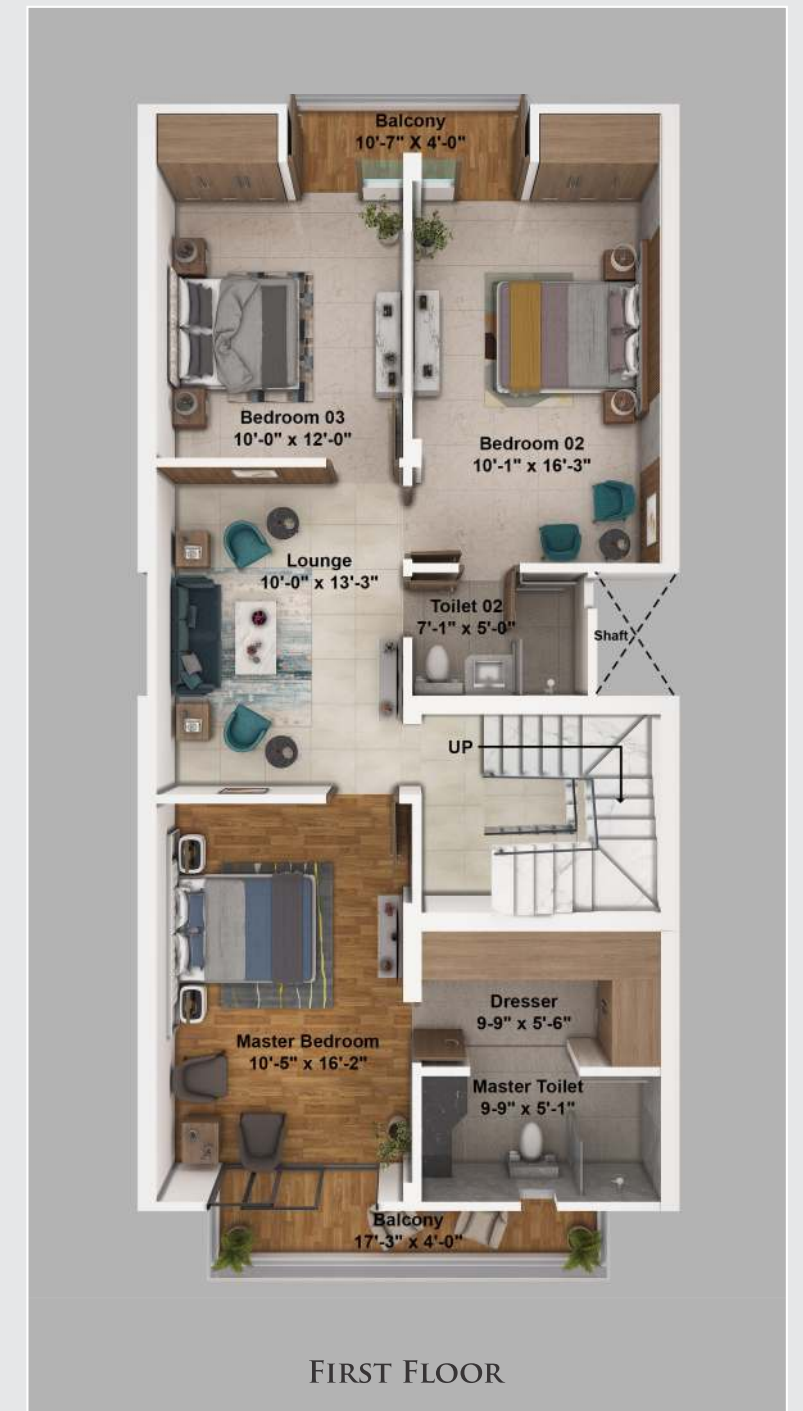 Balcony
10'-7" X 4'-0"
Bedroom 03
10'-0" x 12'-0"
Bedroom 02
10'-1" x 16'-3"
Lounge
10'-0" x 13'-3"
Toilet 02
7'-1" x 5'-0"
Shaft
UP
Dresser
9-9" x 5'-6"
Master Bedroom
10'-5" x 16'-2"
Master Toilet
9-9" x 5'-1"
Balcony
17'-3" x 4'-0"
First Floor